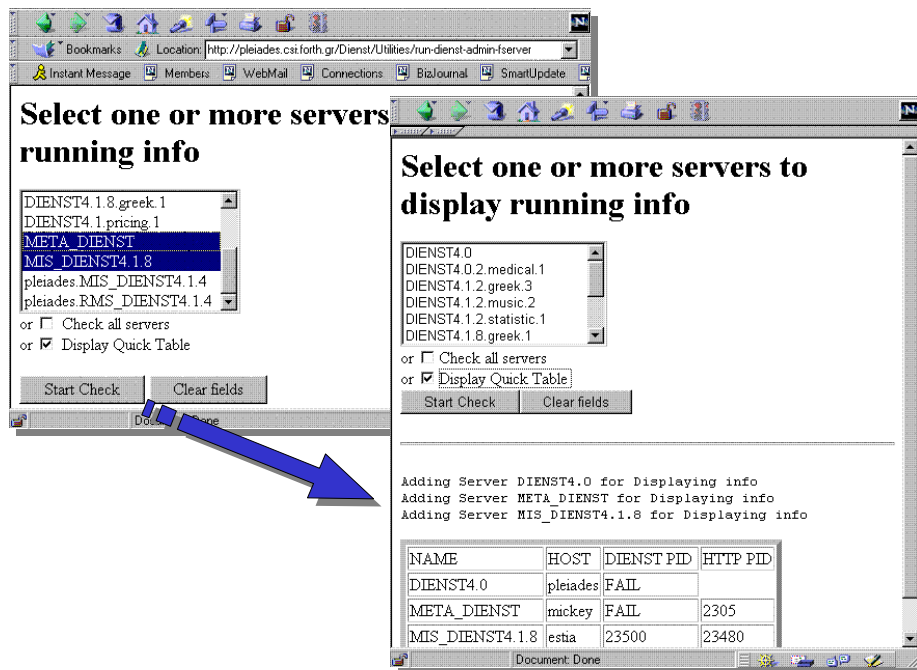 Bookmarks Location: http://pleiades.csi.forth.gr/Dienst/Utilities/run-dienst-admin-fserver
Instant Message Members WebMail Connections BizJournal SmartUpdate
Select one or more servers
running info
DIENST4.1.8.greek.1
DIENST4.1.pricing.1
META_DIENST
MIS_DIENST4.1.8
pleiades.MIS_DIENST4.1.4
pleiades.RMS_DIENST4.1.4
or Check all servers
or Display Quick Table
Start Check Clear fields
Done
Select one or more servers to
display running info
DIENST4.0
DIENST4.0.2.medical.1
DIENST4.1.2.greek.3
DIENST4.1.2.music.2
DIENST4.1.2.statistic.1
DIENST4.1.8.greek.1
or Check all servers
or Display Quick Table
Start Check Clear fields
Adding Server DIENST4.0 for Displaying info
Adding Server META_DIENST for Displaying info
Adding Server MIS_DIENST4.1.8 for Displaying info
NAME HOST DIENST PID HTTP PID
DIENST4.0 pleiades FAIL
META_DIENST mickey FAIL 2305
MIS_DIENST4.1.8 estia 23500 23480
Document: Done